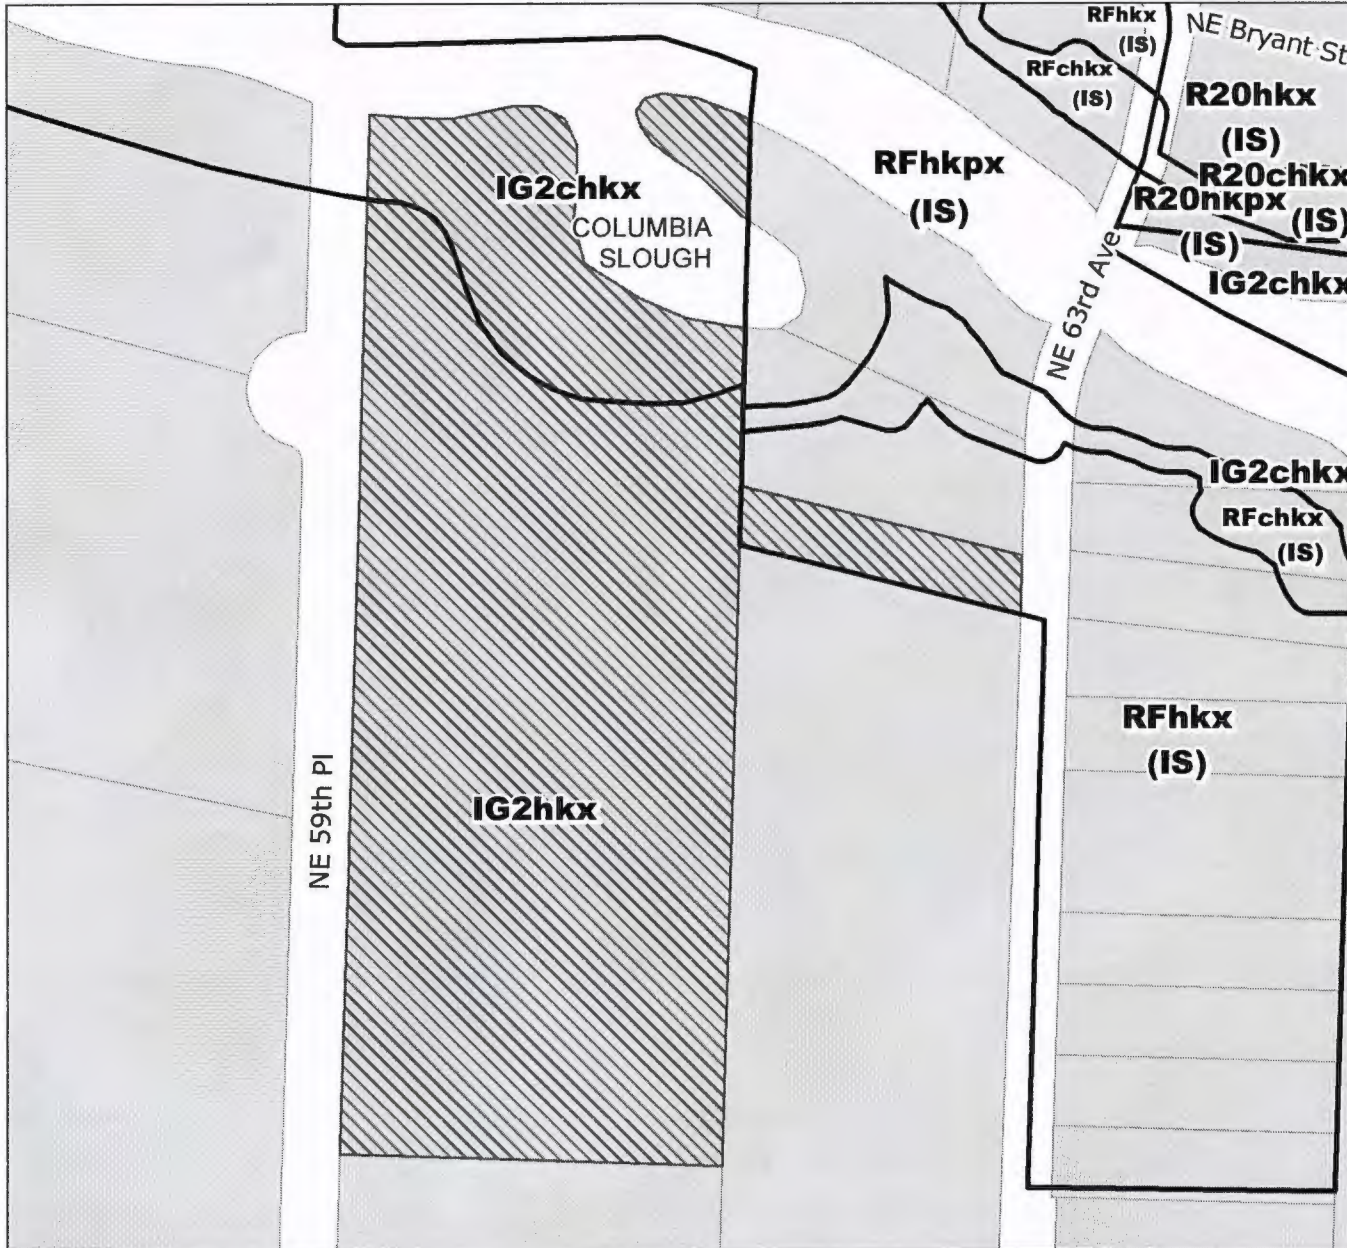 RFhkx
(IS)
NE Bryant St
RFchkx
(IS)
R20hkx
(IS)
RFhkpx
(IS)
IG2chkx
R20chkx
(IS)
R20hkpx
(IS)
COLUMBIA
SLOUGH
IG2chkx
NE 63rd Ave
IG2chkx
RFchkx
(IS)
RFhkx
(IS)
IG2hkx
NE 59th Pl